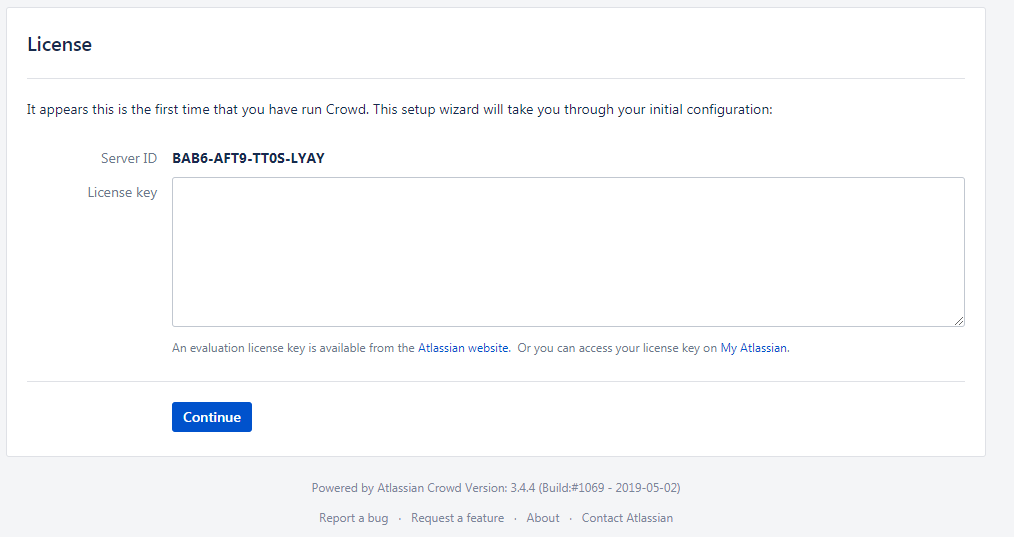 License
It appears this is the first time that you have run Crowd. This setup wizard will take you through your initial configuration:
Server ID BAB6-AFT9-TT0S-LYAY
License key
An evaluation license key is available from the Atlassian website. Or you can access your license key on My Atlassian.
Continue
Powered by Atlassian Crowd Version: 3.4.4 (Build:#1069 - 2019-05-02)
Report a bug · Request a feature · About · Contact Atlassian